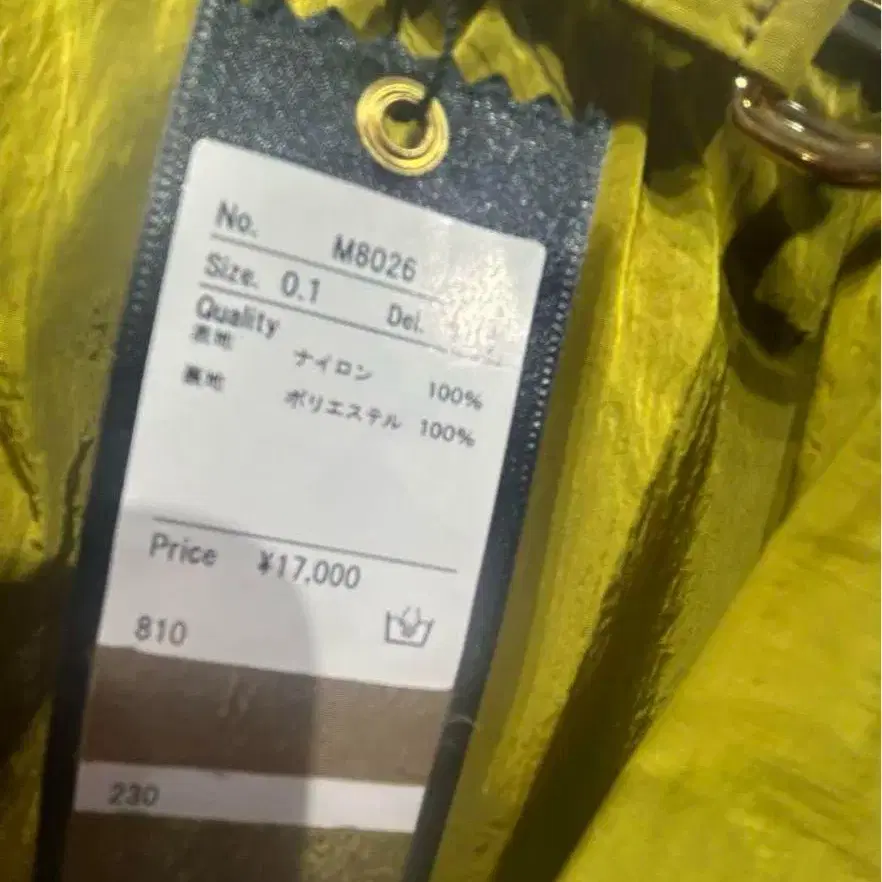 No. M8026
Size. 0.1 Del.
Quality
表地 ナイロン 100%
裏地 ポリエステル 100%
Price ¥17,000
810
230